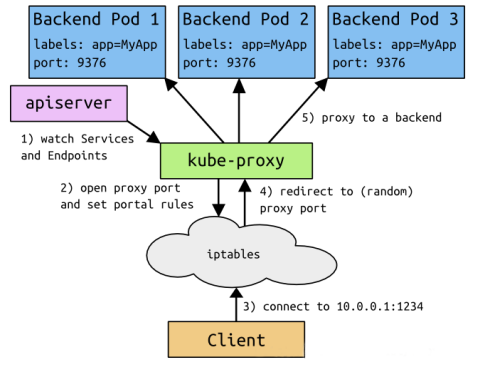 Backend Pod 1
labels: app=MyApp
port: 9376
Backend Pod 2
labels: app=MyApp
port: 9376
Backend Pod 3
labels: app=MyApp
port: 9376
apiserver
1) watch Services
and Endpoints
5) proxy to a backend
kube-proxy
2) open proxy port
and set portal rules
4) redirect to (random)
proxy port
iptables
3) connect to 10.0.0.1:1234
Client